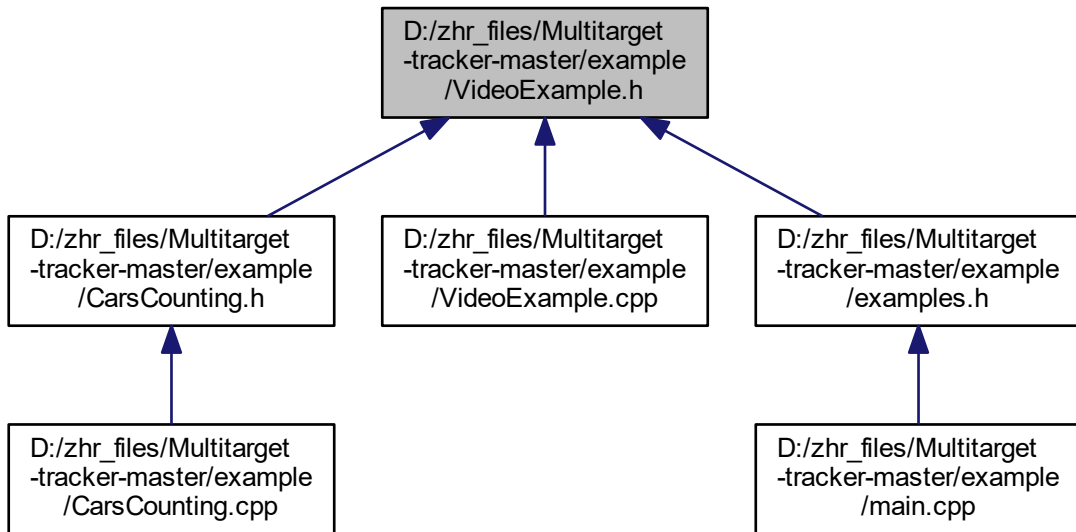 D:/zhr_files/Multitarget
-tracker-master/example
/VideoExample.h
D:/zhr_files/Multitarget
-tracker-master/example
/CarsCounting.h
D:/zhr_files/Multitarget
-tracker-master/example
/VideoExample.cpp
D:/zhr_files/Multitarget
-tracker-master/example
/examples.h
D:/zhr_files/Multitarget
-tracker-master/example
/CarsCounting.cpp
D:/zhr_files/Multitarget
-tracker-master/example
/main.cpp